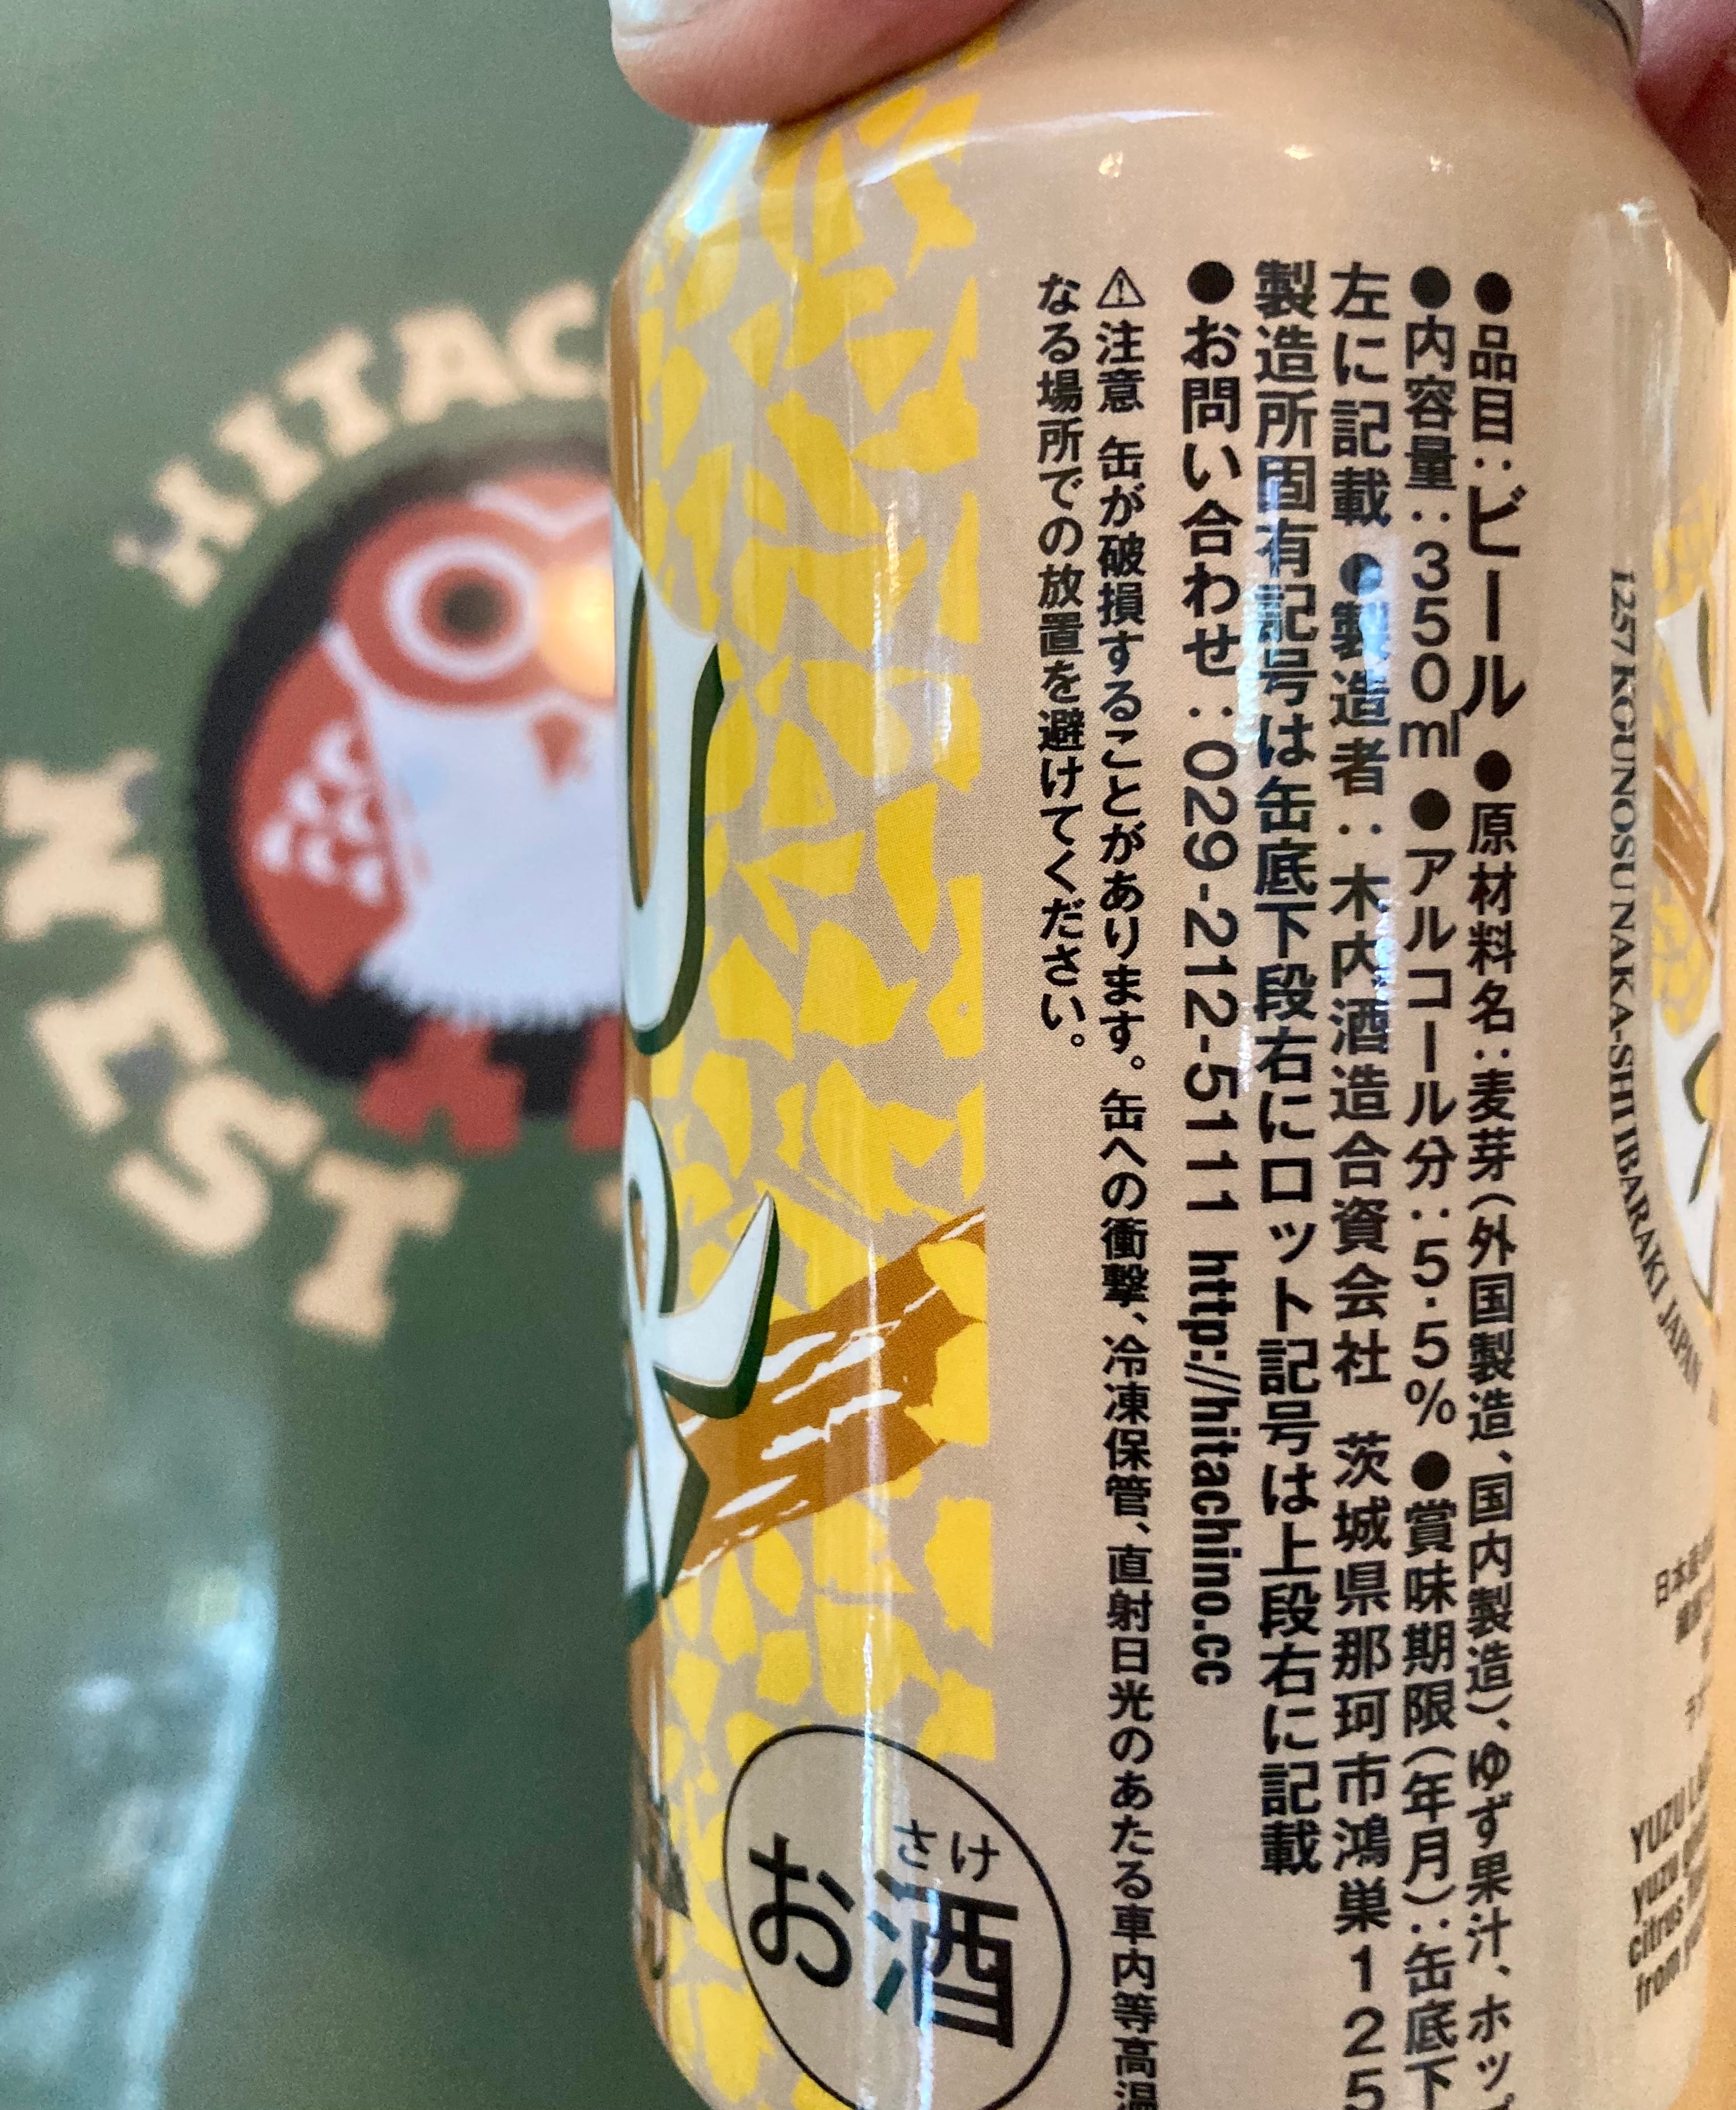 HITAC
NEST
●品目:ビール ●原材料名:麦芽(外国製造、国内製造)、ゆず果汁、ホップ
●内容量:350ml ●アルコール分:5.5% ●賞味期限(年月):缶底下
左に記載 ●製造者:木内酒造合資会社 茨城県那珂市鴻巣125
製造所固有記号は缶底下段右にロット記号は上段右に記載
●お問い合わせ:029-212-5111 http://hitachino.cc
⚠注意 缶が破損することがあります。缶への衝撃、冷凍保管、直射日光のあたる車内等高温
なる場所での放置を避けてください。
お酒
さけ
1257 KOUNOSU NAKA-SHI IBARAKI JAPAN
YUZU
yuzu
citrus
from